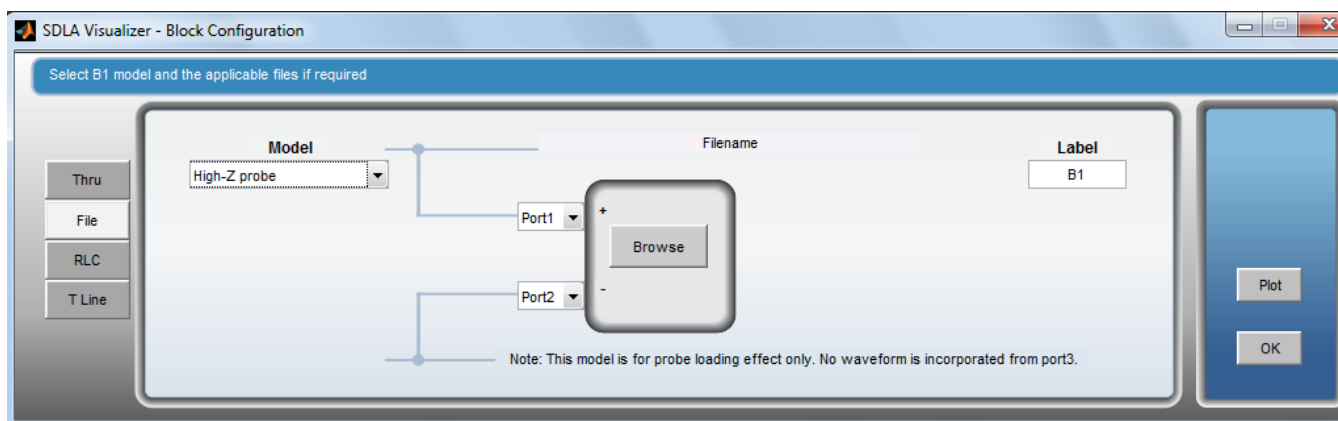 SDLA Visualizer - Block Configuration
Select B1 model and the applicable files if required
Model
Filename
Label
Thru
High-Z probe
B1
File
Port1
+
Browse
RLC
T Line
Port2
-
Plot
Note: This model is for probe loading effect only. No waveform is incorporated from port3.
OK